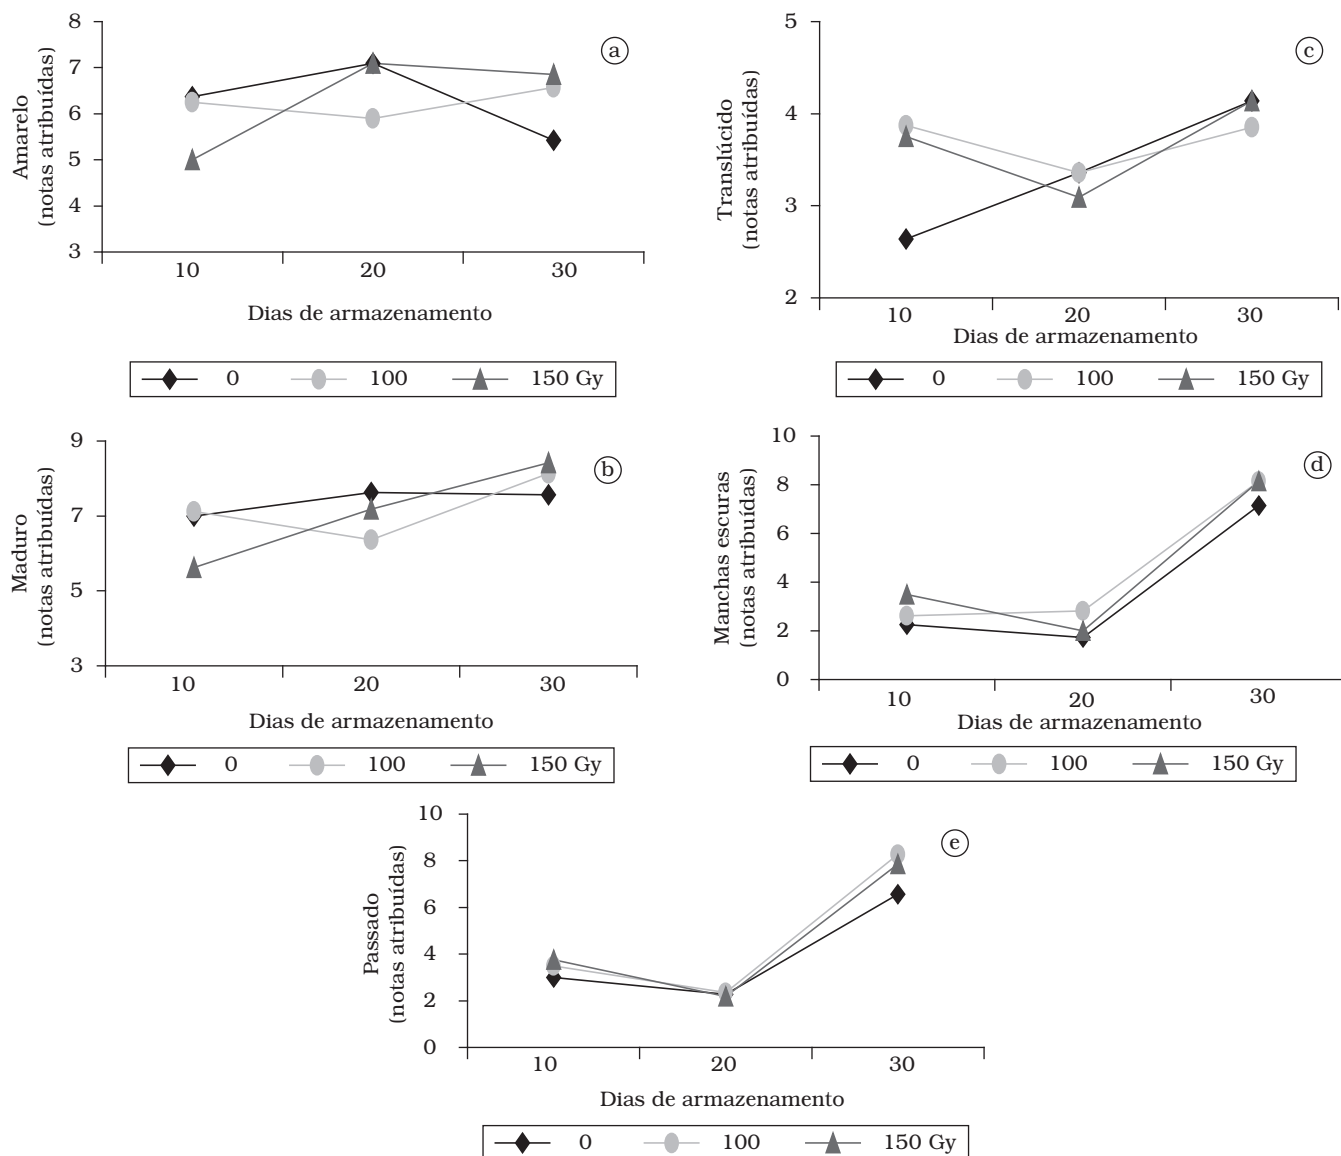 8
7
6
5
4
3
Amarelo
(notas atribuídas)
a
10 20 30
Dias de armazenamento
0 100 150 Gy
5
4
3
2
Translúcido
(notas atribuídas)
c
10 20 30
Dias de armazenamento
0 100 150 Gy
9
7
5
3
Maduro
(notas atribuídas)
b
10 20 30
Dias de armazenamento
0 100 150 Gy
10
8
6
4
2
0
Manchas escuras
(notas atribuídas)
d
10 20 30
Dias de armazenamento
0 100 150 Gy
10
8
6
4
2
0
Passado
(notas atribuídas)
e
10 20 30
Dias de armazenamento
0 100 150 Gy